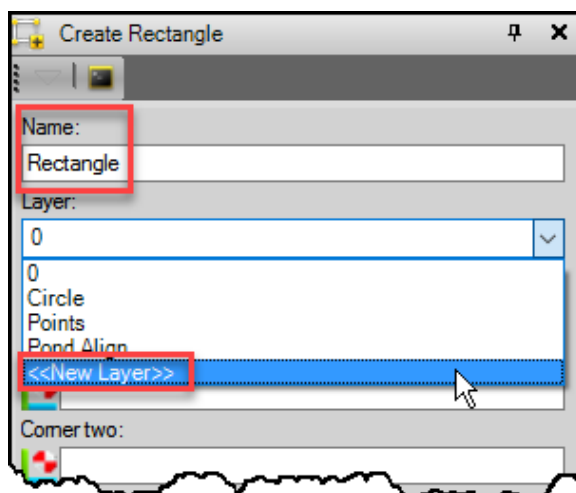 Create Rectangle
Name:
Rectangle
Layer:
0
0
Circle
Points
Pond Align
<<New Layer>>
Corner two: